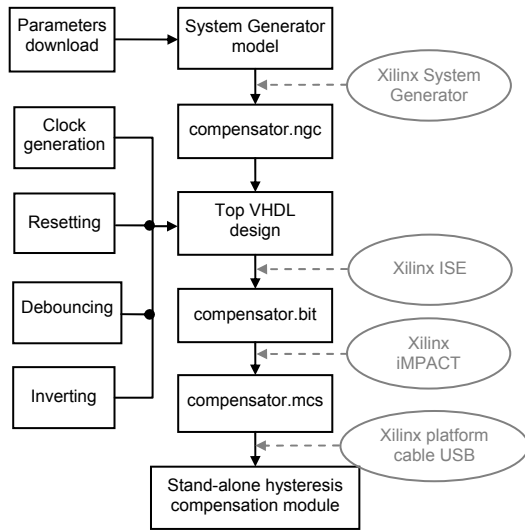 Parameters
download
System Generator
model
Xilinx System
Generator
Clock
generation
compensator.ngc
Resetting
Top VHDL
design
Xilinx ISE
Debouncing
compensator.bit
Xilinx
iMPACT
Inverting
compensator.mcs
Xilinx platform
cable USB
Stand-alone hysteresis
compensation module